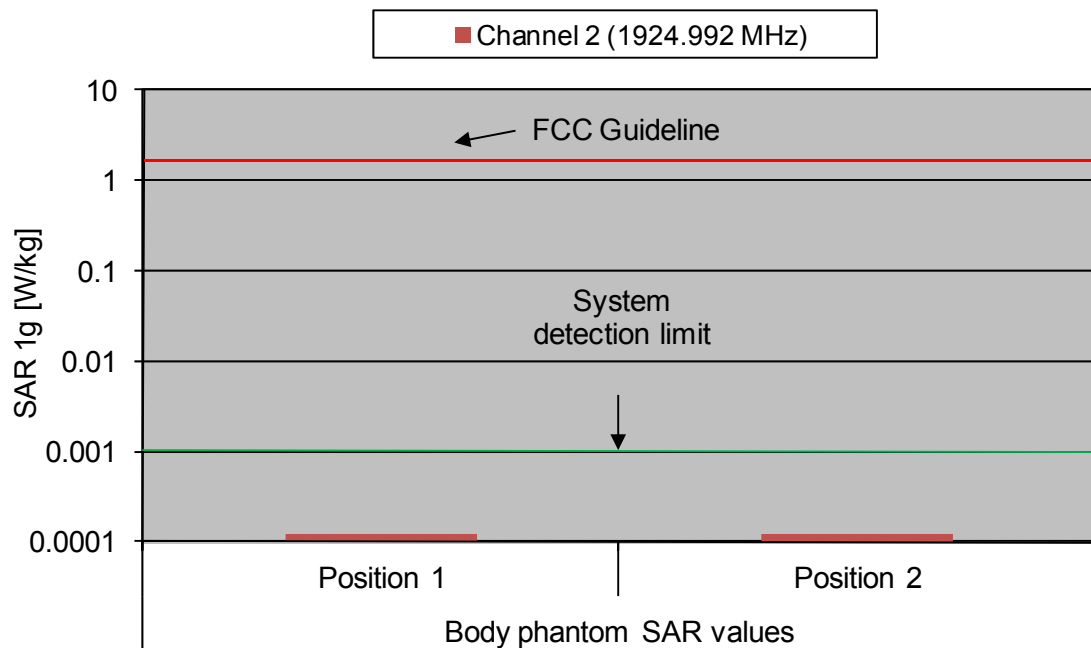 Channel 2 (1924.992 MHz)
10
FCC Guideline
1
0.1
System
detection limit
0.01
0.001
0.0001
SAR 1g [W/kg]
Position 1
Position 2
Body phantom SAR values